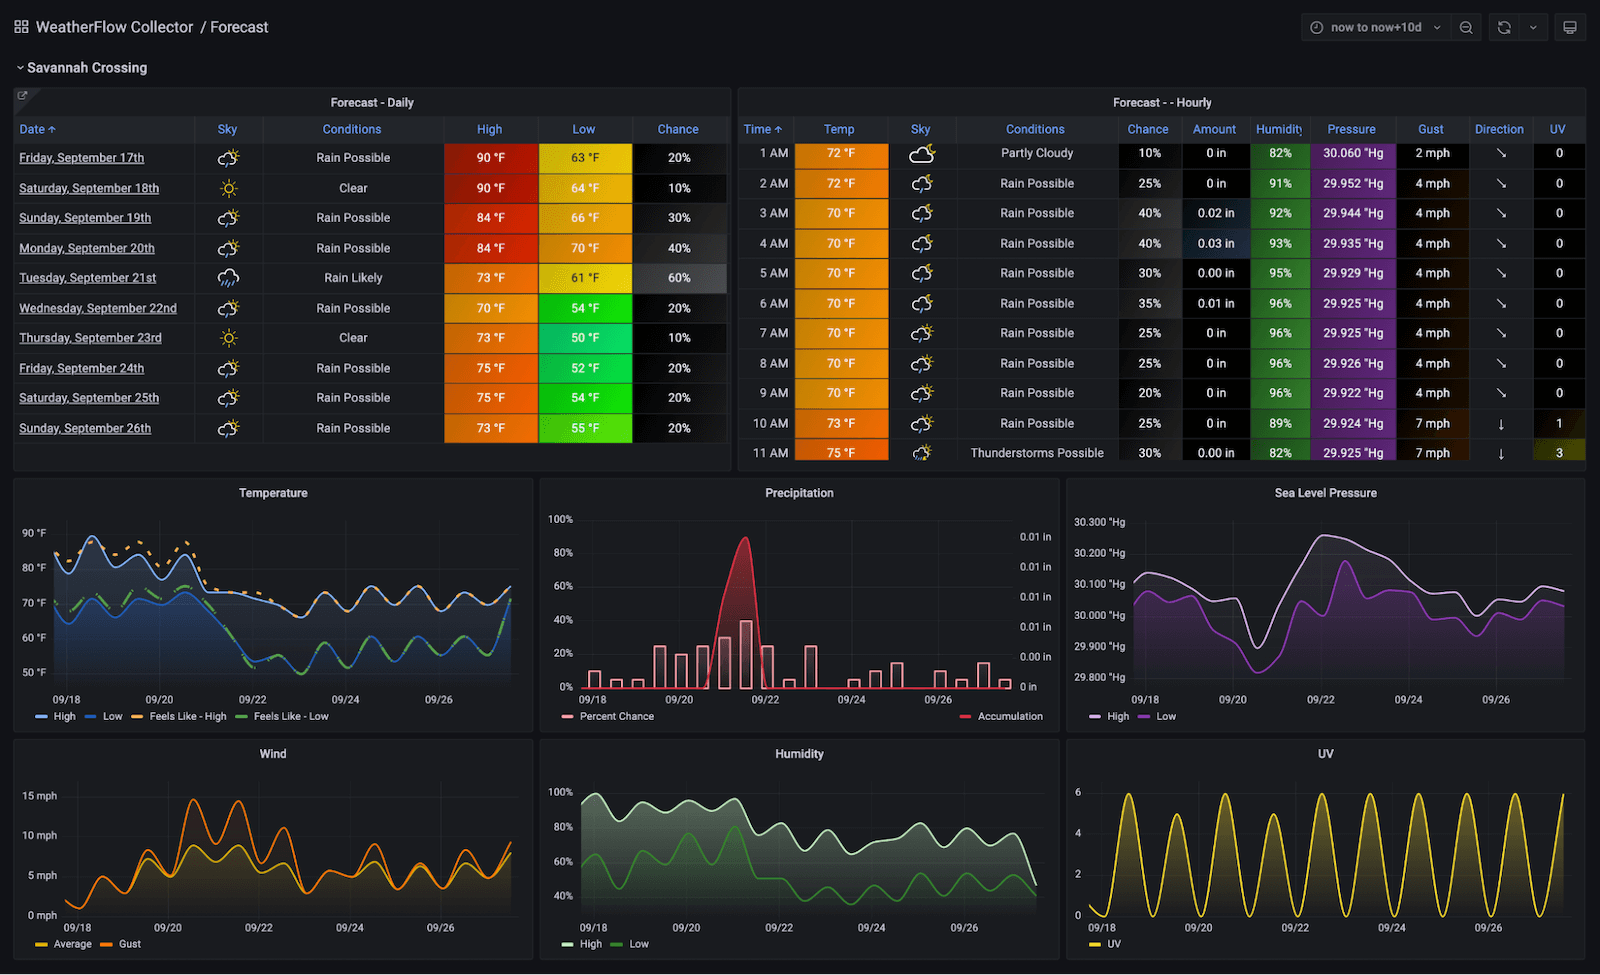 WeatherFlow Collector / Forecast
now to now+10d
Savannah Crossing
Forecast - Daily
Date Sky Conditions High Low Chance
Friday, September 17th Rain Possible 90 °F 63 °F 20%
Saturday, September 18th Clear 90 °F 64 °F 10%
Sunday, September 19th Rain Possible 84 °F 66 °F 30%
Monday, September 20th Rain Possible 84 °F 70 °F 40%
Tuesday, September 21st Rain Likely 73 °F 61 °F 60%
Wednesday, September 22nd Rain Possible 70 °F 54 °F 20%
Thursday, September 23rd Clear 73 °F 50 °F 10%
Friday, September 24th Rain Possible 75 °F 52 °F 20%
Saturday, September 25th Rain Possible 75 °F 54 °F 20%
Sunday, September 26th Rain Possible 73 °F 55 °F 20%
Forecast - - Hourly
Time Temp Sky Conditions Chance Amount Humidity Pressure Gust Direction UV
1 AM 72 °F Partly Cloudy 10% 0 in 82% 30.060 "Hg 2 mph ↘ 0
2 AM 72 °F Rain Possible 25% 0 in 91% 29.952 "Hg 4 mph ↘ 0
3 AM 70 °F Rain Possible 40% 0.02 in 92% 29.944 "Hg 4 mph ↘ 0
4 AM 70 °F Rain Possible 40% 0.03 in 93% 29.935 "Hg 4 mph ↘ 0
5 AM 70 °F Rain Possible 30% 0.00 in 95% 29.929 "Hg 4 mph ↘ 0
6 AM 70 °F Rain Possible 35% 0.01 in 96% 29.925 "Hg 4 mph ↘ 0
7 AM 70 °F Rain Possible 25% 0 in 96% 29.925 "Hg 4 mph ↘ 0
8 AM 70 °F Rain Possible 25% 0 in 96% 29.926 "Hg 4 mph ↘ 0
9 AM 70 °F Rain Possible 20% 0 in 96% 29.922 "Hg 4 mph ↘ 0
10 AM 73 °F Rain Possible 25% 0 in 89% 29.924 "Hg 7 mph ↓ 1
11 AM 75 °F Thunderstorms Possible 30% 0.00 in 82% 29.925 "Hg 7 mph ↓ 3
Temperature
90 °F
80 °F
70 °F
60 °F
50 °F
09/18 09/20 09/22 09/24 09/26
High Low Feels Like - High Feels Like - Low
Precipitation
100%
80%
60%
40%
20%
0%
0.01 in
0.01 in
0.01 in
0.01 in
0.00 in
0 in
09/18 09/20 09/22 09/24 09/26
Percent Chance Accumulation
Sea Level Pressure
30.300 "Hg
30.200 "Hg
30.100 "Hg
30.000 "Hg
29.900 "Hg
29.800 "Hg
09/18 09/20 09/22 09/24 09/26
High Low
Wind
15 mph
10 mph
5 mph
0 mph
09/18 09/20 09/22 09/24 09/26
Average Gust
Humidity
100%
80%
60%
40%
09/18 09/20 09/22 09/24 09/26
High Low
UV
6
4
2
0
09/18 09/20 09/22 09/24 09/26
UV